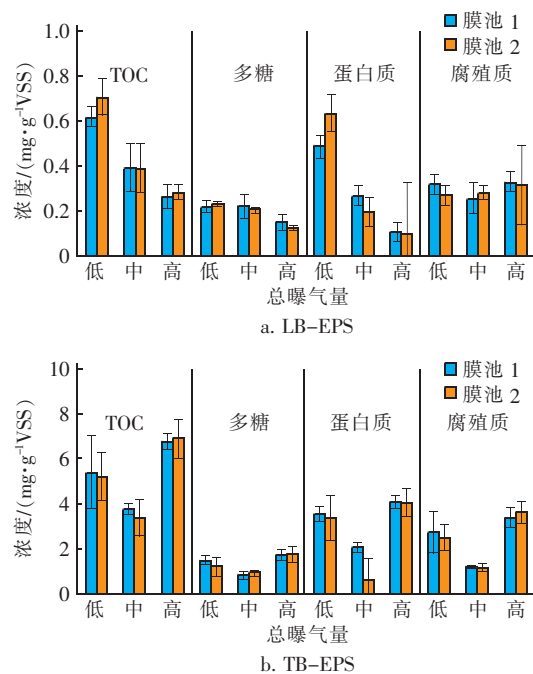 1.0
0.8
0.6
0.4
0.2
0
浓度/(mg·g⁻¹VSS)
膜池 1
膜池 2
TOC 多糖 蛋白质 腐殖质
低 中 高 低 中 高 低 中 高 低 中 高
总曝气量
a. LB-EPS
10
8
6
4
2
0
浓度/(mg·g⁻¹VSS)
膜池 1
膜池 2
TOC 多糖 蛋白质 腐殖质
低 中 高 低 中 高 低 中 高 低 中 高
总曝气量
b. TB-EPS